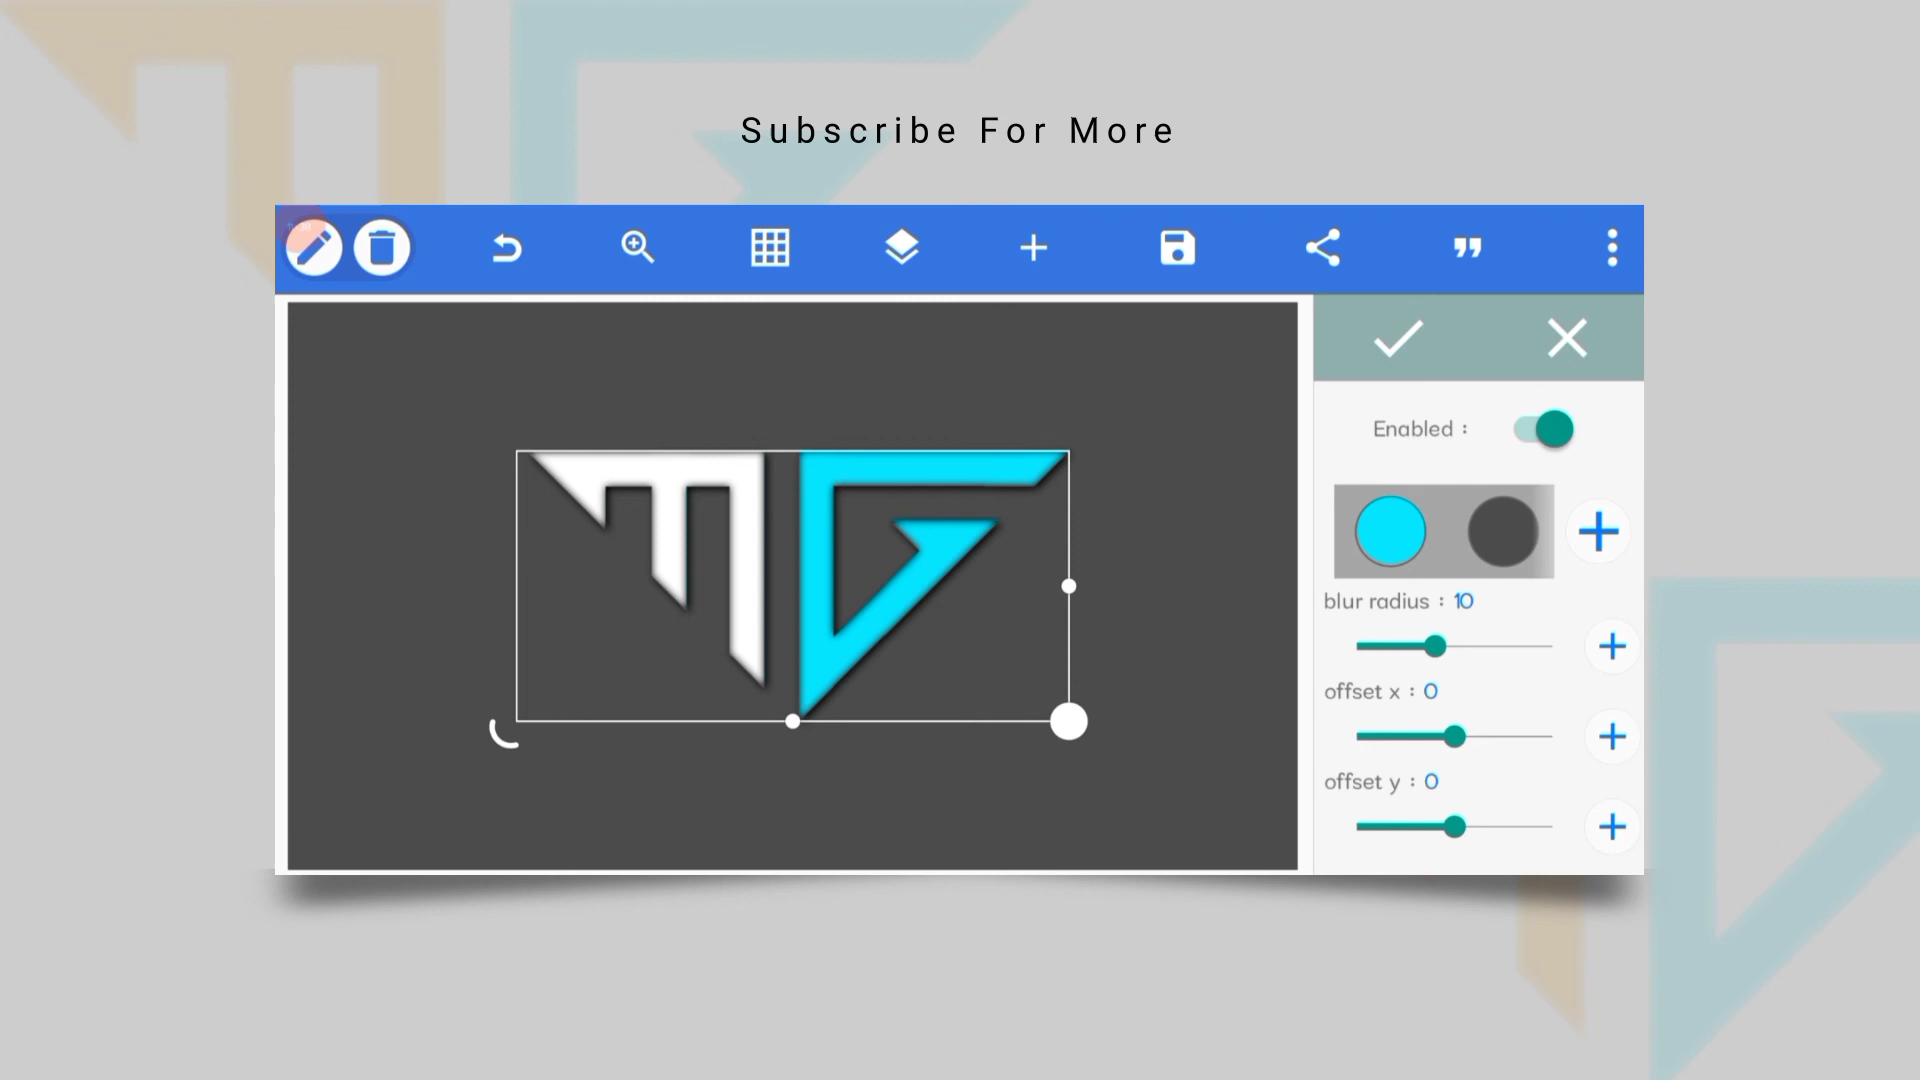 Subscribe For More
Enabled :
blur radius : 10
offset x : 0
offset y : 0